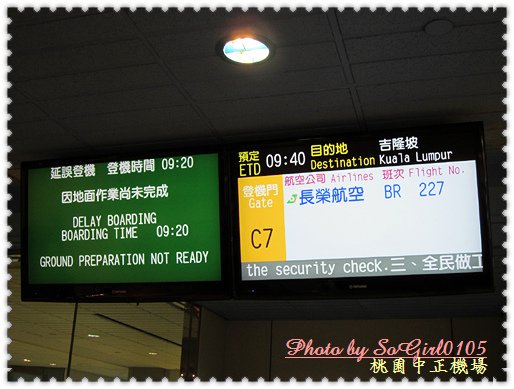 延誤登機 登機時間 09:20
因地面作業尚未完成
DELAY BOARDING
BOARDING TIME 09:20
GROUND PREPARATION NOT READY
預定 ETD 09:40 目的地 Destination 吉隆坡 Kuala Lumpur
登機門 Gate C7
航空公司 Airlines 班次 Flight No.
長榮航空 BR 227
the security check.三、全民做工
Photo by SoGirl0105
桃園中正機場